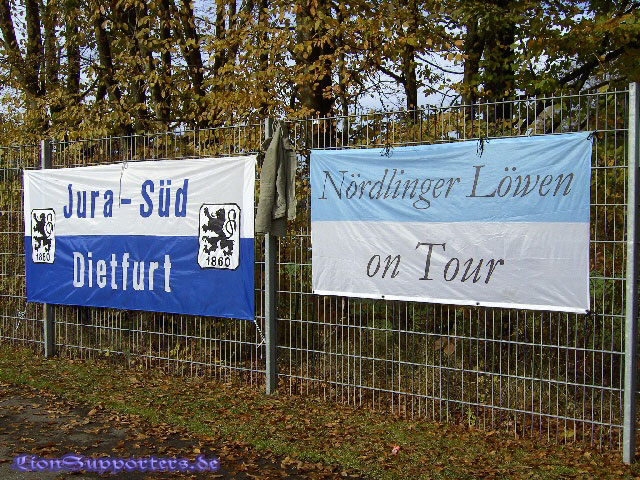 Jura - Süd
Dietfurt
1860
1860
Nördlinger Löwen
on Tour
LionSupporters.de